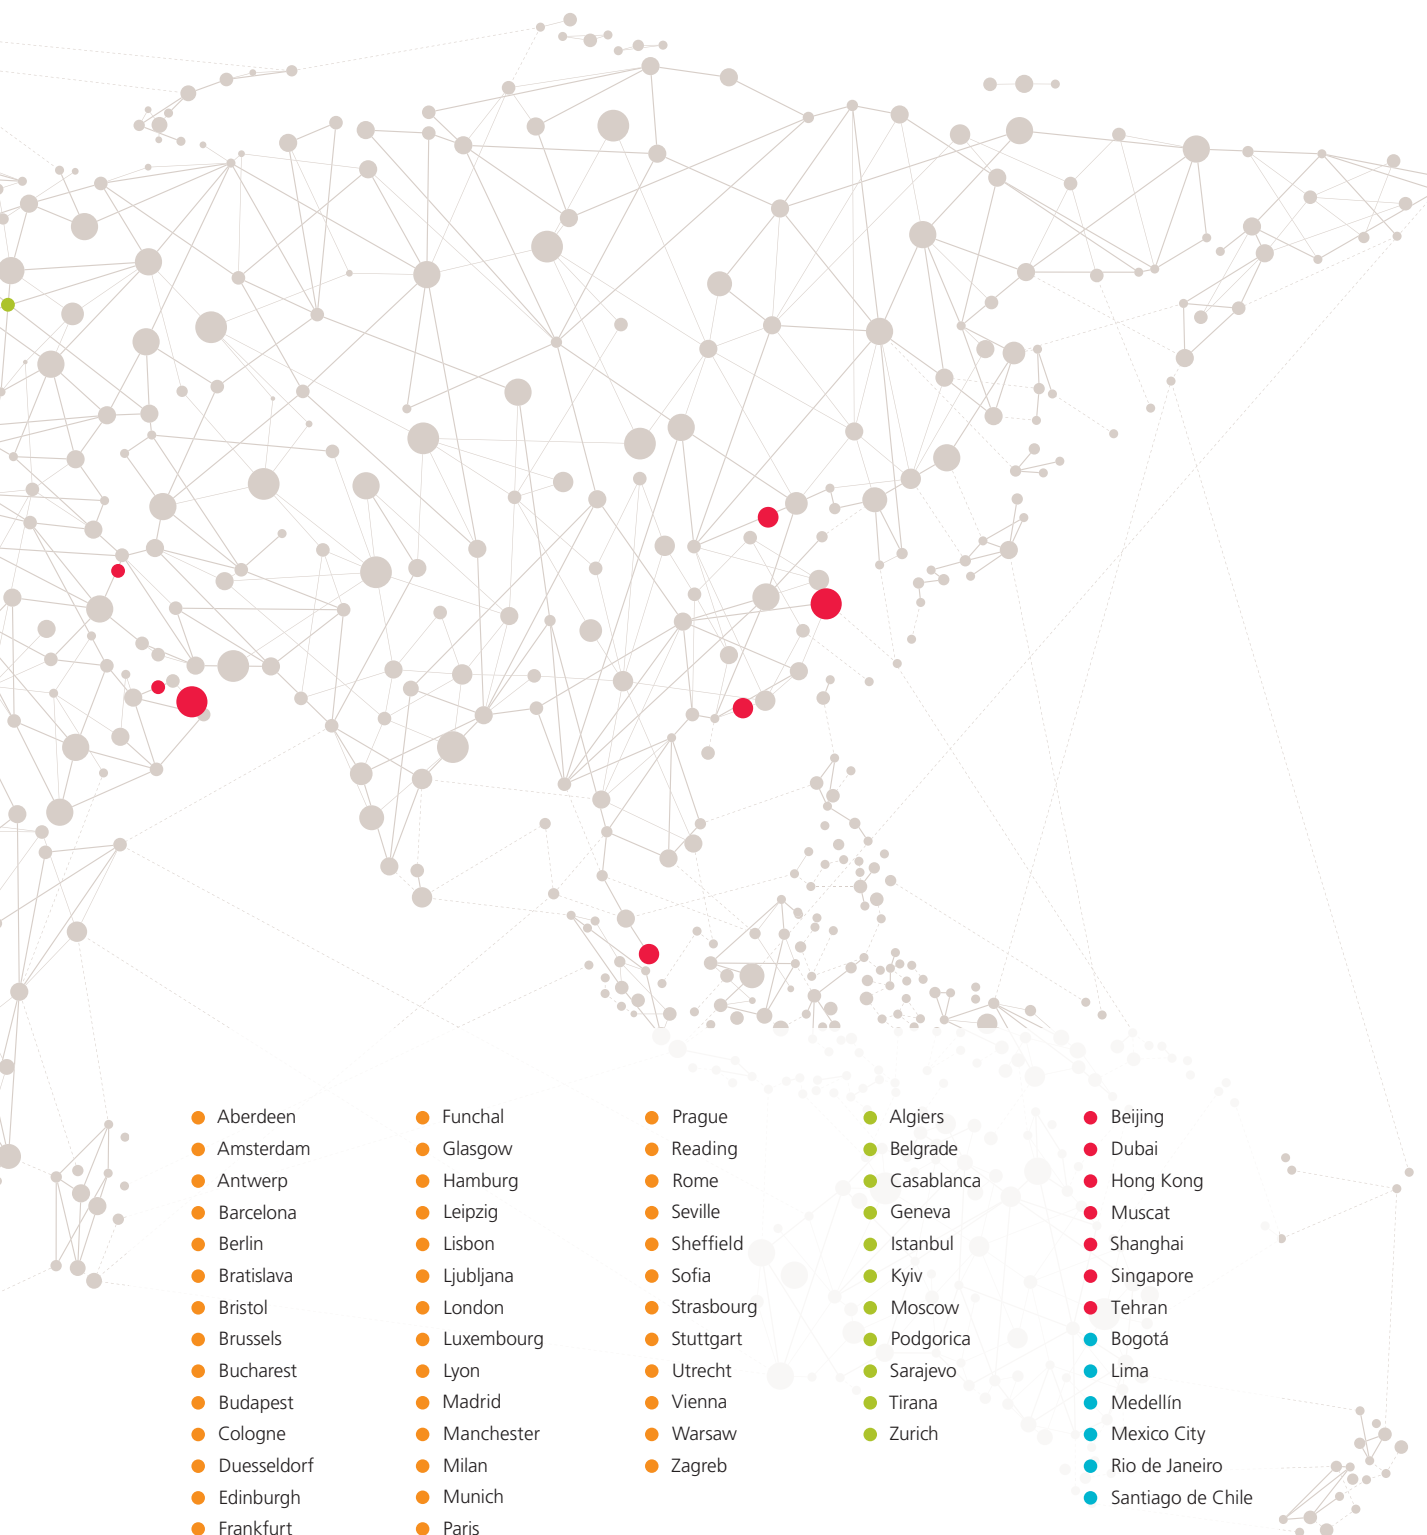 Aberdeen
Amsterdam
Antwerp
Barcelona
Berlin
Bratislava
Bristol
Brussels
Bucharest
Budapest
Cologne
Duesseldorf
Edinburgh
Frankfurt
Funchal
Glasgow
Hamburg
Leipzig
Lisbon
Ljubljana
London
Luxembourg
Lyon
Madrid
Manchester
Milan
Munich
Paris
Prague
Reading
Rome
Seville
Sheffield
Sofia
Strasbourg
Stuttgart
Utrecht
Vienna
Warsaw
Zagreb
Algiers
Belgrade
Casablanca
Geneva
Istanbul
Kyiv
Moscow
Podgorica
Sarajevo
Tirana
Zurich
Beijing
Dubai
Hong Kong
Muscat
Shanghai
Singapore
Tehran
Bogotá
Lima
Medellín
Mexico City
Rio de Janeiro
Santiago de Chile